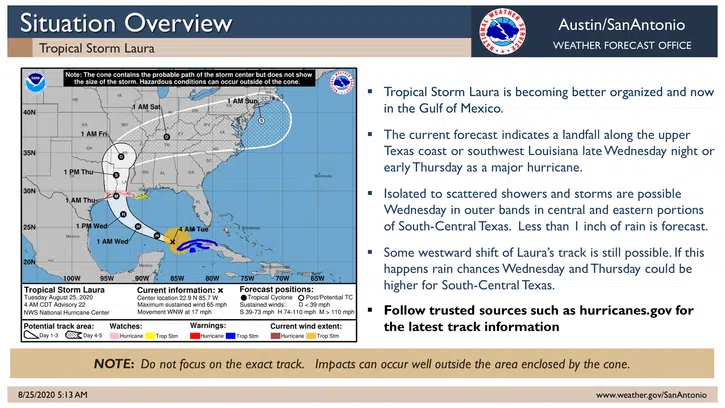 Situation Overview
Tropical Storm Laura
NATIONAL WEATHER SERVICE
Austin/SanAntonio
WEATHER FORECAST OFFICE
Note: The cone contains the probable path of the storm center but does not show
the size of the storm. Hazardous conditions can occur outside of the cone.
NOAA
1 AM Sat
1 AM Sun
S
40N
1 AM Fri
D
35N
D
1 PM Thu
S
30N
1 AM Thu
H
M
1 PM Wed
H
25N
1 AM Wed
H
4 AM Tue
20N
Mexico
Bermuda
Bahamas
Cuba
100W 95W 90W 85W 80W 75W 70W 65W
Tropical Storm Laura
Tuesday August 25, 2020
4 AM CDT Advisory 22
NWS National Hurricane Center
Current information: x
Center location 22.9 N 85.7 W
Maximum sustained wind 65 mph
Movement WNW at 17 mph
Forecast positions:
Tropical Cyclone Post/Potential TC
Sustained winds: D < 39 mph
S 39-73 mph H 74-110 mph M > 110 mph
Potential track area:
Day 1-3 Day 4-5
Watches:
Hurricane Trop Stm
Warnings:
Hurricane Trop Stm
Current wind extent:
Hurricane Trop Stm
▪ Tropical Storm Laura is becoming better organized and now
in the Gulf of Mexico.
▪ The current forecast indicates a landfall along the upper
Texas coast or southwest Louisiana late Wednesday night or
early Thursday as a major hurricane.
▪ Isolated to scattered showers and storms are possible
Wednesday in outer bands in central and eastern portions
of South-Central Texas. Less than 1 inch of rain is forecast.
▪ Some westward shift of Laura's track is still possible. If this
happens rain chances Wednesday and Thursday could be
higher for South-Central Texas.
▪ Follow trusted sources such as hurricanes.gov for
the latest track information
NOTE: Do not focus on the exact track. Impacts can occur well outside the area enclosed by the cone.
8/25/2020 5:13 AM
www.weather.gov/SanAntonio